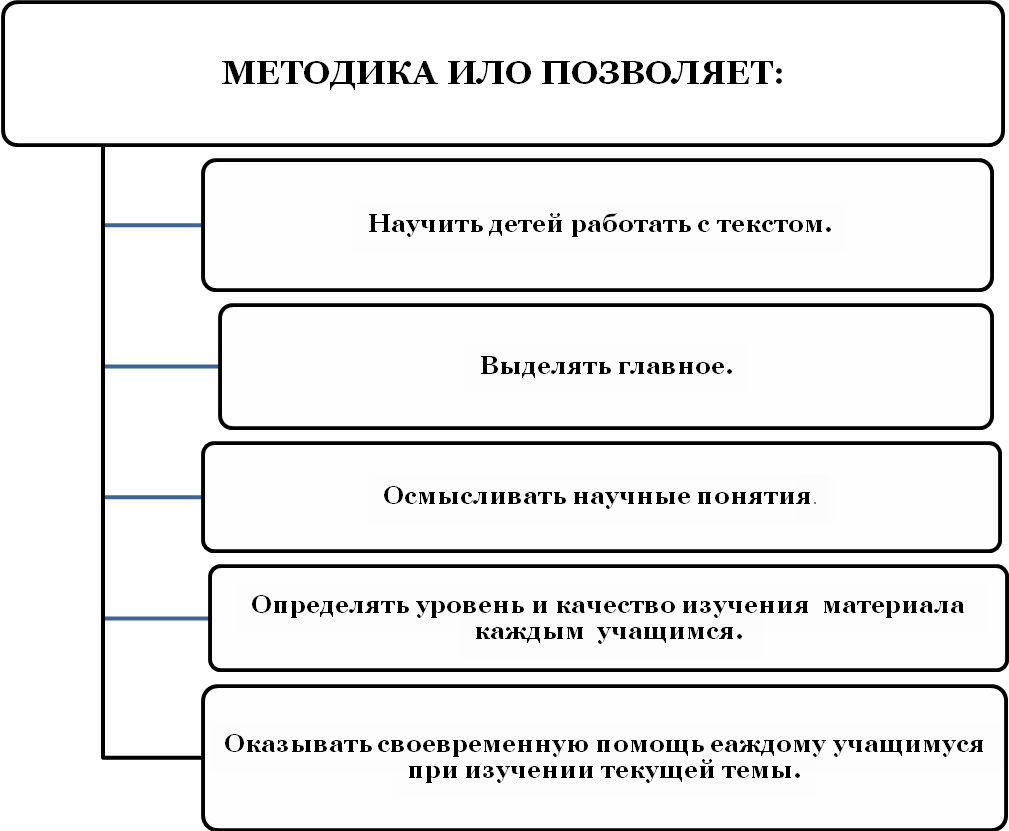 МЕТОДИКА ИЛО ПОЗВОЛЯЕТ:
Научить детей работать с текстом.
Выделять главное.
Осмысливать научные понятия.
Определять уровень и качество изучения материала
каждым учащимся.
Оказывать своевременную помощь еаждому учащимуся
при изучении текущей темы.